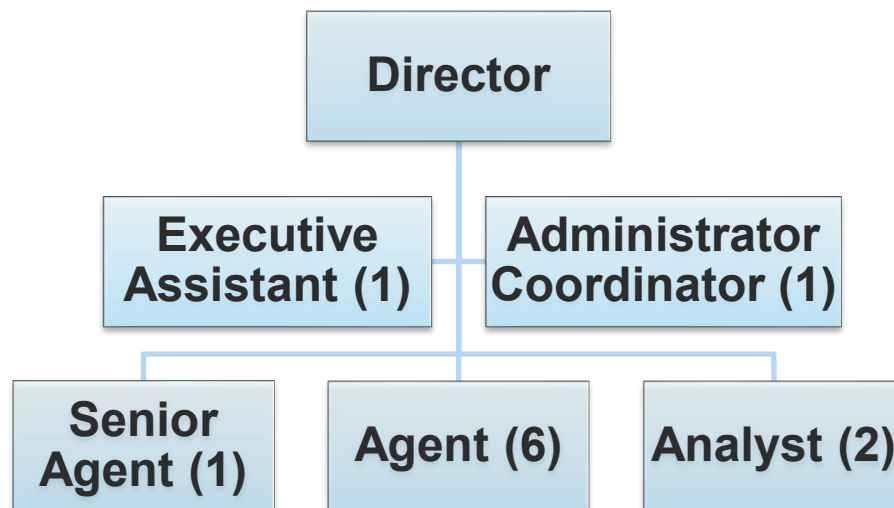 Director
Executive
Assistant (1)
Administrator
Coordinator (1)
Senior
Agent (1)
Agent (6)
Analyst (2)